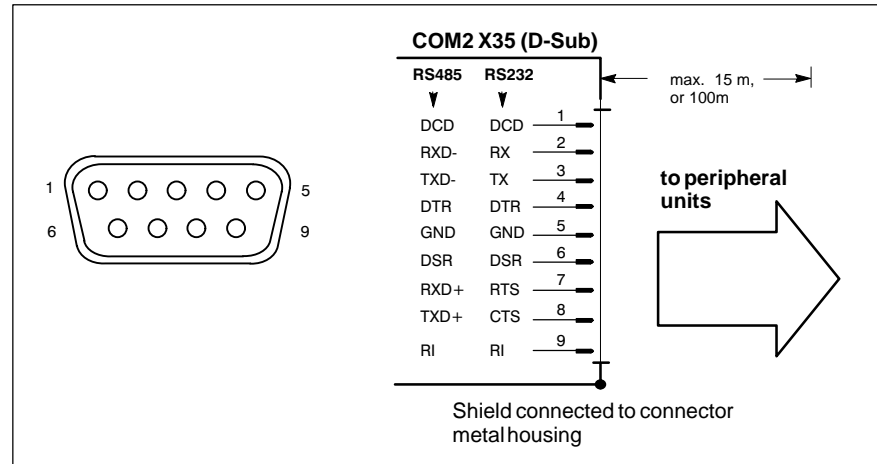 COM2 X35 (D-Sub)
RS485 RS232
max. 15 m,
or 100m
DCD DCD 1
RXD- RX 2
TXD- TX 3
DTR DTR 4
GND GND 5
DSR DSR 6
RXD+ RTS 7
TXD+ CTS 8
RI RI 9
1 5
6 9
to peripheral
units
Shield connected to connector
metal housing